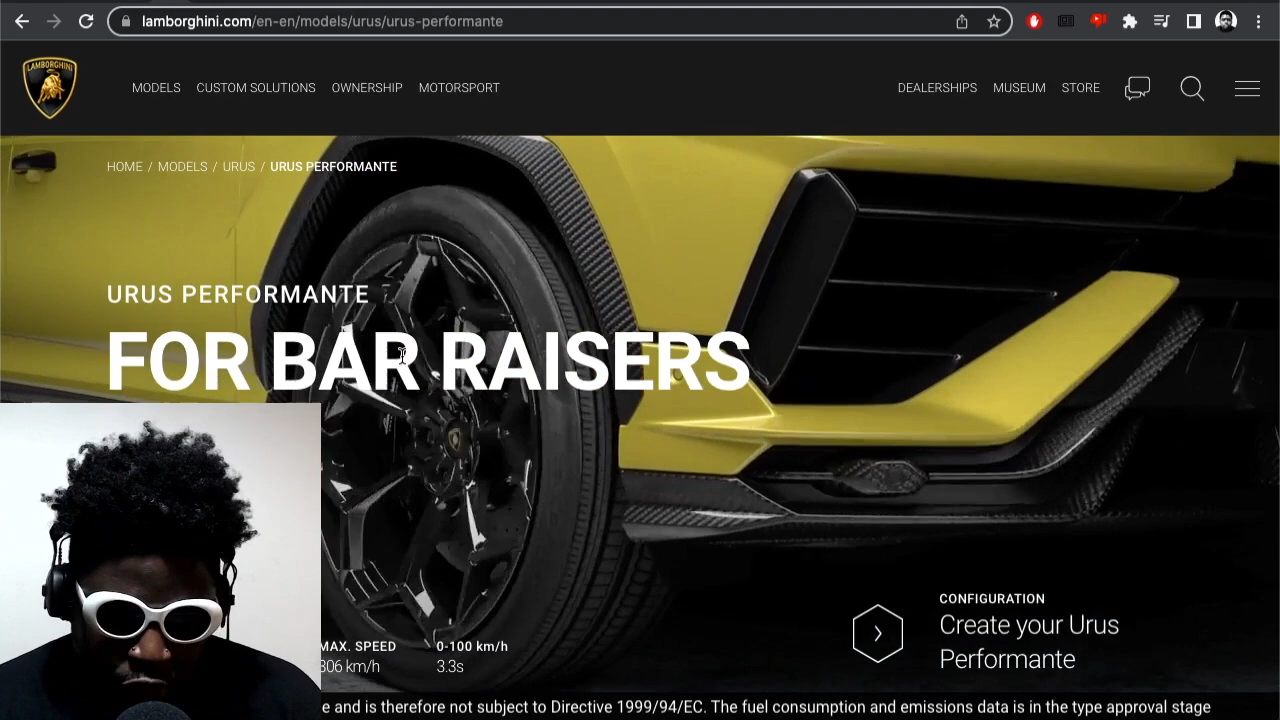 lamborghini.com/en-en/models/urus/urus-performante
LAMBORGHINI
MODELS CUSTOM SOLUTIONS OWNERSHIP MOTORSPORT
DEALERSHIPS MUSEUM STORE
HOME / MODELS / URUS / URUS PERFORMANTE
URUS PERFORMANTE
FOR BAR RAISERS
CONFIGURATION
Create your Urus
Performante
MAX. SPEED 0-100 km/h
306 km/h 3.3s
e and is therefore not subject to Directive 1999/94/EC. The fuel consumption and emissions data is in the type approval stage